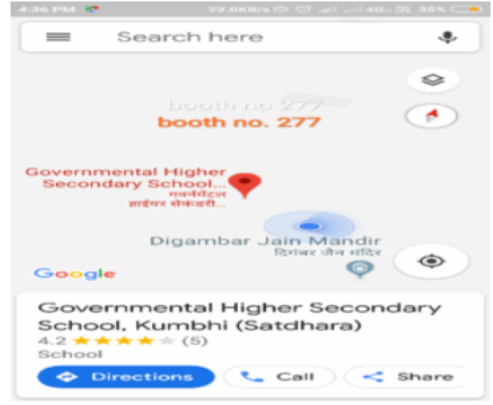 4:36 PM 22.0KB/s 4G 35%
Search here
booth no 277
booth no. 277
Governmental Higher
Secondary School...
गवर्नमेंटल
हाईयर सेकंडरी...
Digambar Jain Mandir
दिगंबर जैन मंदिर
Google
Governmental Higher Secondary
School, Kumbhi (Satdhara)
4.2 (5)
School
Directions Call Share